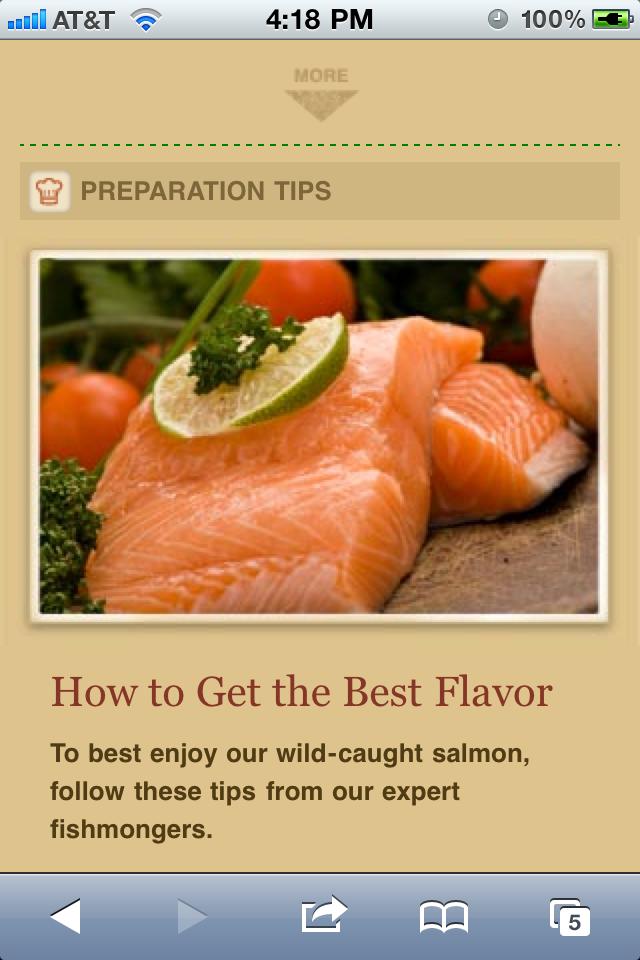 AT&T 4:18 PM 100%
MORE
PREPARATION TIPS
How to Get the Best Flavor
To best enjoy our wild-caught salmon,
follow these tips from our expert
fishmongers.
5